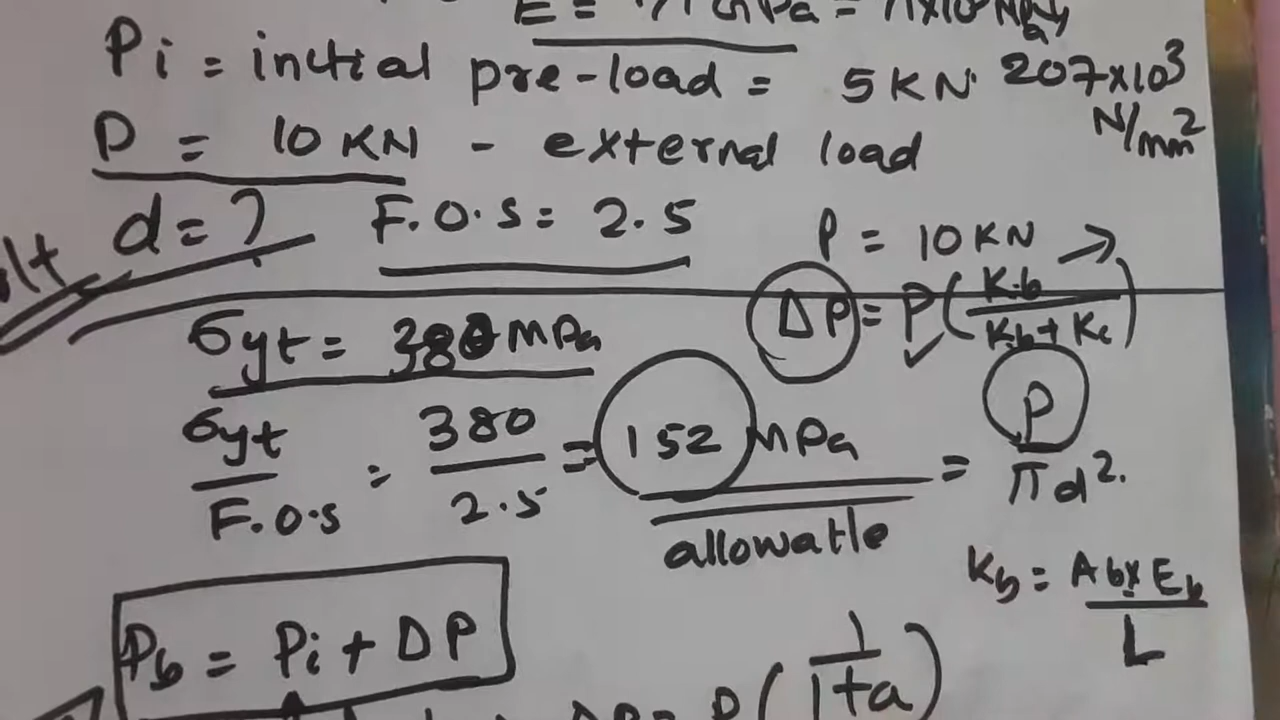 Pi = initial pre-load = 5 KN 207×10³ N/mm²
P = 10 KN - external load
d = ? F.O.S = 2.5
P = 10 KN →
ΔP = P (Kb / (Kb + Kc))
σyt = 380 MPa
σyt / F.O.S = 380 / 2.5 = 152 MPa = P / πd².
allowable
Kb = Ab × Eb / L
Pb = Pi + ΔP
ΔP = P ( 1 / 1+a )